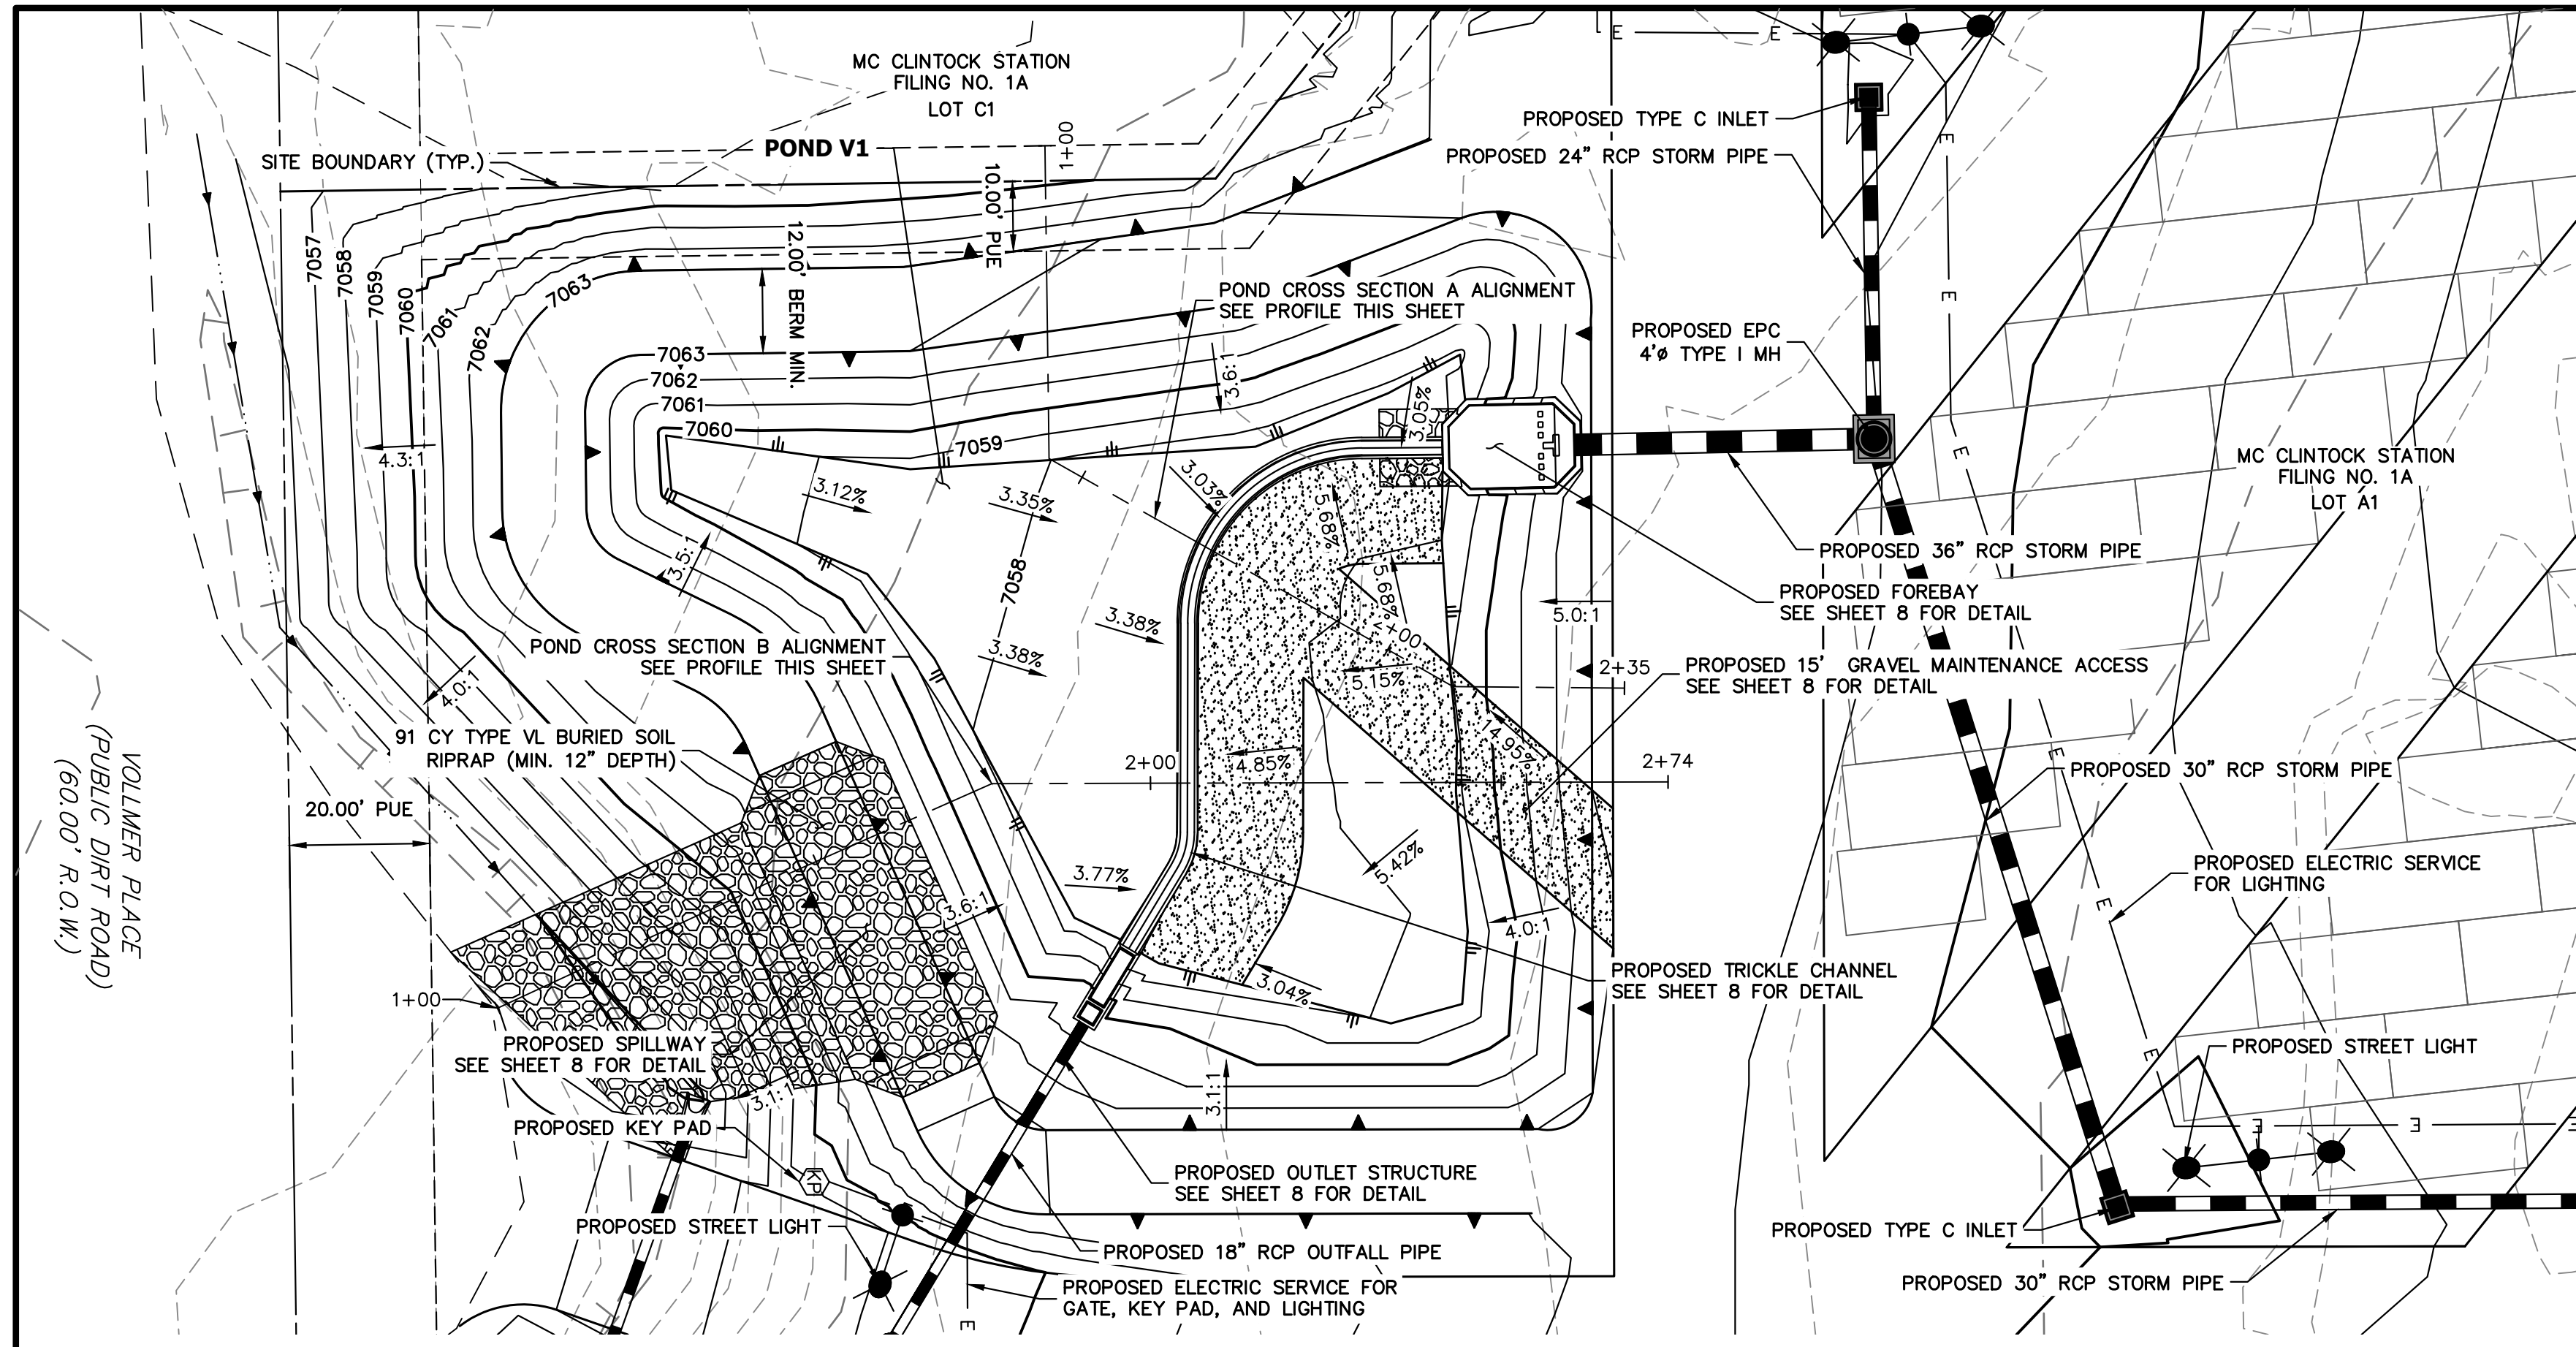 MC CLINTOCK STATION
FILING NO. 1A
LOT C1
POND V1
SITE BOUNDARY (TYP.)
1+00
10.00' PUE
12.00' BERM MIN.
7057
7058
7059
7060
7061
7062
7063
7063
7062
7061
7060
7059
7058
4.3:1
3.5:1
4.0:1
3.6:1
3.12%
3.35%
3.03%
3.05%
3.38%
3.38%
3.77%
5.68%
5.68%
5.15%
4.85%
4.95%
5.42%
3.04%
3.6:1
5.0:1
4.0:1
3.1:1
3.1:1
POND CROSS SECTION A ALIGNMENT
SEE PROFILE THIS SHEET
POND CROSS SECTION B ALIGNMENT
SEE PROFILE THIS SHEET
91 CY TYPE VL BURIED SOIL
RIPRAP (MIN. 12" DEPTH)
20.00' PUE
VOLLMER PLACE
(PUBLIC DIRT ROAD)
(60.00' R.O.W.)
1+00
2+00
2+00
2+35
2+74
PROPOSED SPILLWAY
SEE SHEET 8 FOR DETAIL
PROPOSED KEY PAD
KP
PROPOSED STREET LIGHT
PROPOSED OUTLET STRUCTURE
SEE SHEET 8 FOR DETAIL
PROPOSED 18" RCP OUTFALL PIPE
PROPOSED ELECTRIC SERVICE FOR
GATE, KEY PAD, AND LIGHTING
E
PROPOSED TYPE C INLET
PROPOSED 24" RCP STORM PIPE
PROPOSED EPC
4'ø TYPE I MH
PROPOSED 36" RCP STORM PIPE
PROPOSED FOREBAY
SEE SHEET 8 FOR DETAIL
PROPOSED 15' GRAVEL MAINTENANCE ACCESS
SEE SHEET 8 FOR DETAIL
PROPOSED 30" RCP STORM PIPE
PROPOSED ELECTRIC SERVICE
FOR LIGHTING
PROPOSED TRICKLE CHANNEL
SEE SHEET 8 FOR DETAIL
PROPOSED STREET LIGHT
PROPOSED TYPE C INLET
PROPOSED 30" RCP STORM PIPE
MC CLINTOCK STATION
FILING NO. 1A
LOT A1
E
E
E
E
E
E
E
E
E
E
E